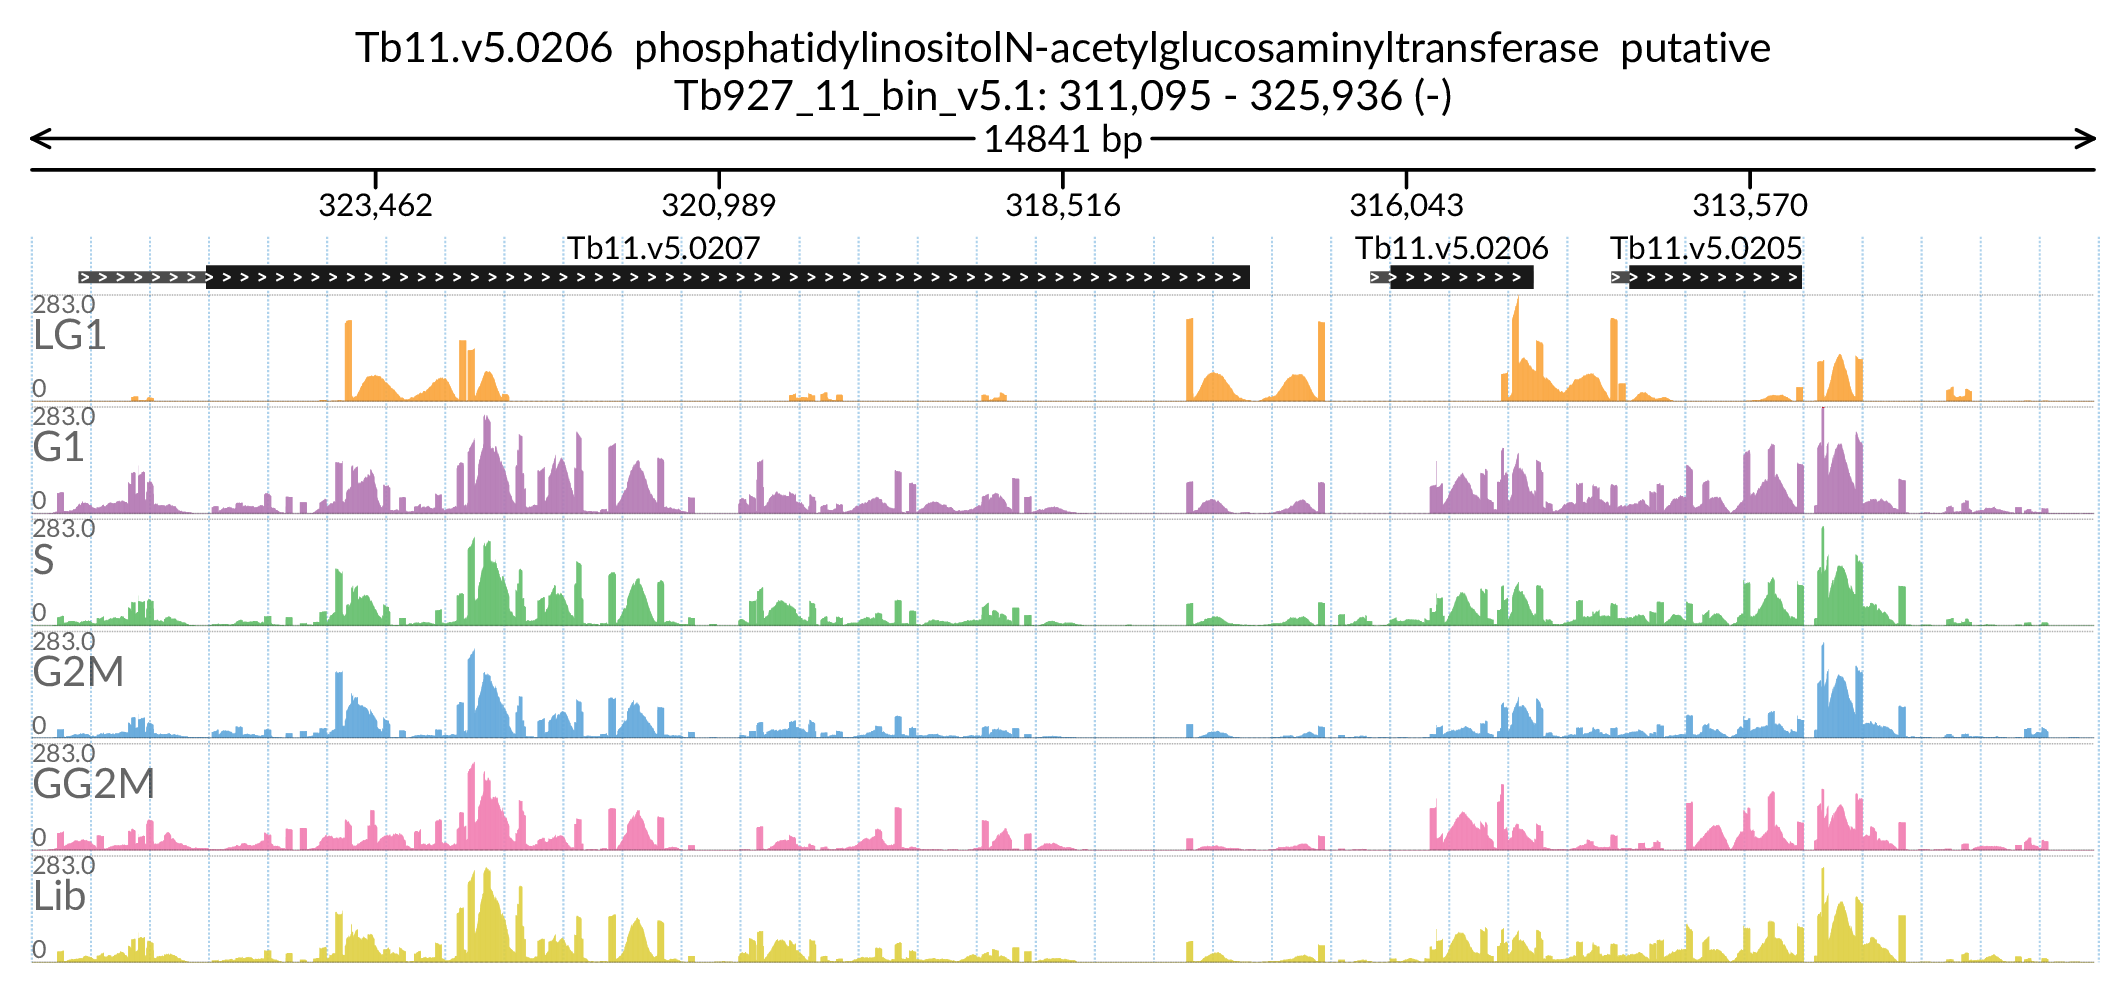 Tb11.v5.0206 phosphatidylinositolN-acetylglucosaminyltransferase putative
Tb927_11_bin_v5.1: 311,095 - 325,936 (-)
14841 bp
323,462 320,989 318,516 316,043 313,570
Tb11.v5.0207 Tb11.v5.0206 Tb11.v5.0205
283.0
LG1
0
283.0
G1
0
283.0
S
0
283.0
G2M
0
283.0
GG2M
0
283.0
Lib
0